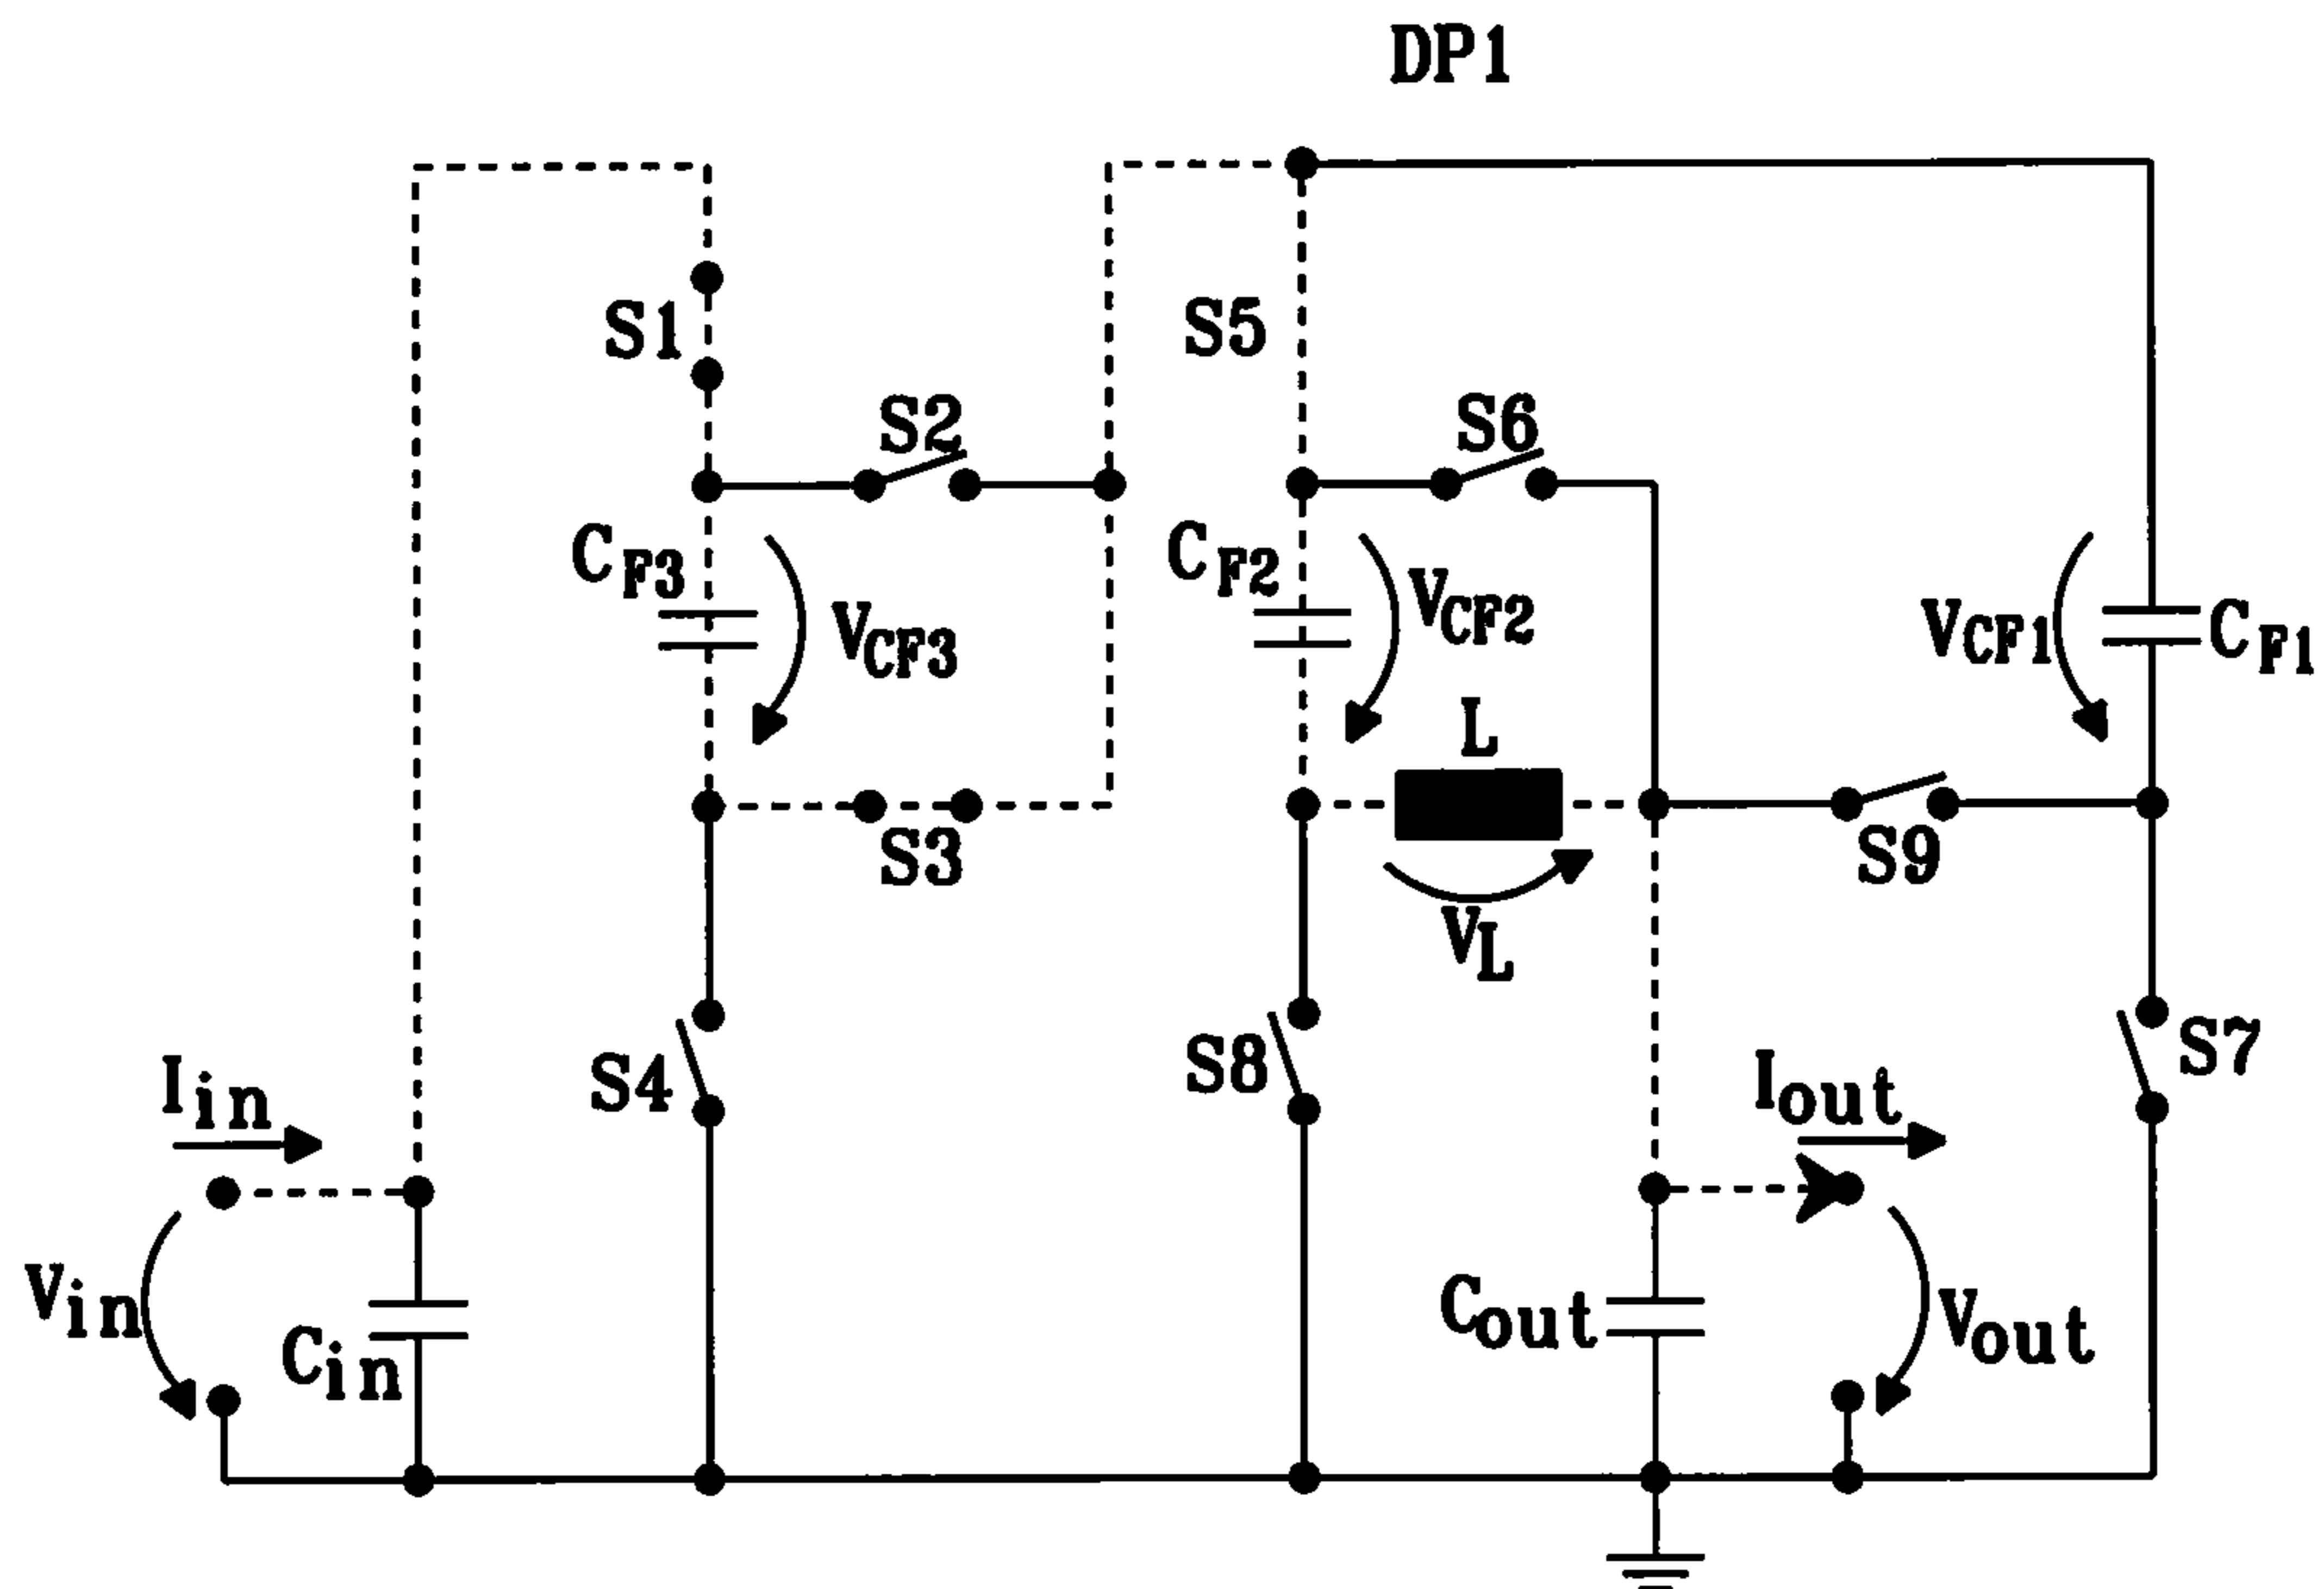 DP1
S1
S5
S2
S6
CF3
VCF3
CF2
VCF2
VCF1
CF1
L
S3
S9
VL
S4
S8
S7
Iin
Iout
Vin
Cin
Cout
Vout